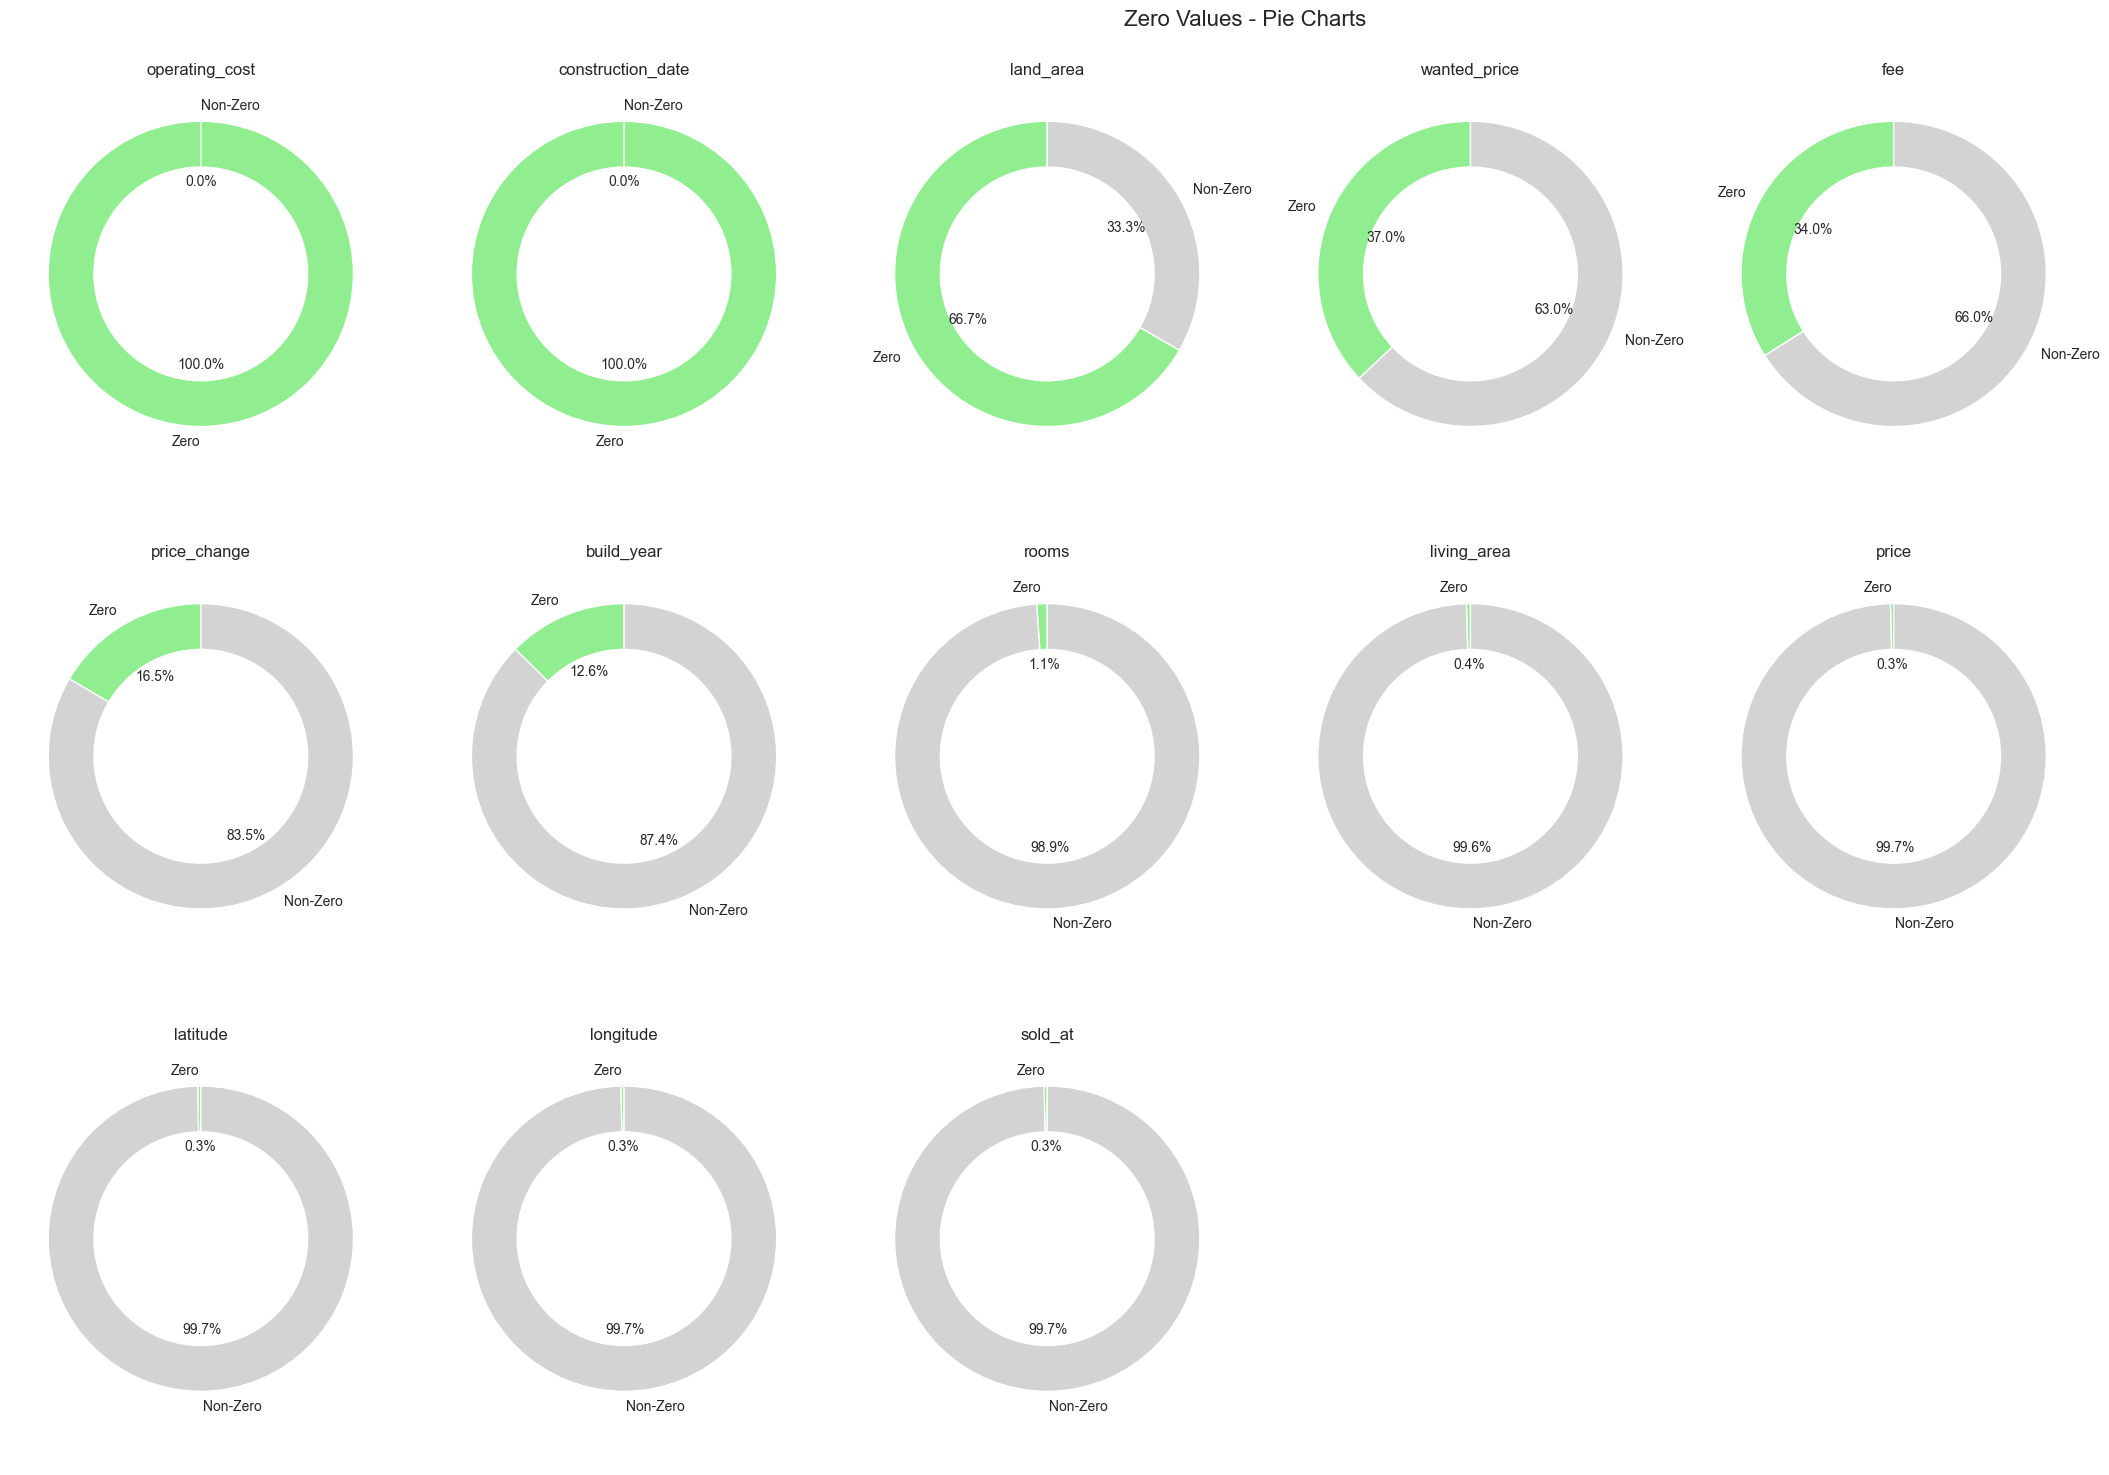 Zero Values - Pie Charts
operating_cost
Non-Zero
0.0%
100.0%
Zero
construction_date
Non-Zero
0.0%
100.0%
Zero
land_area
Non-Zero
33.3%
66.7%
Zero
wanted_price
Zero
37.0%
63.0%
Non-Zero
fee
Zero
34.0%
66.0%
Non-Zero
price_change
Zero
16.5%
83.5%
Non-Zero
build_year
Zero
12.6%
87.4%
Non-Zero
rooms
Zero
1.1%
98.9%
Non-Zero
living_area
Zero
0.4%
99.6%
Non-Zero
price
Zero
0.3%
99.7%
Non-Zero
latitude
Zero
0.3%
99.7%
Non-Zero
longitude
Zero
0.3%
99.7%
Non-Zero
sold_at
Zero
0.3%
99.7%
Non-Zero